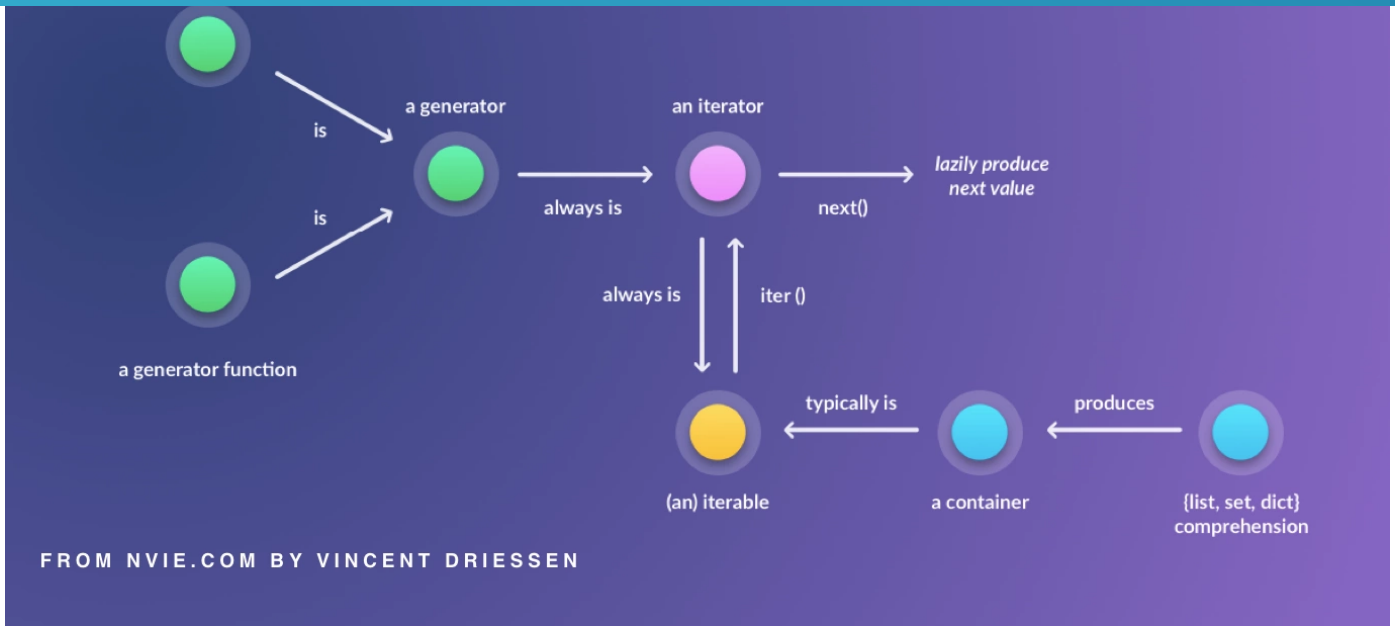 a generator
an iterator
is
lazily produce
next value
always is
next()
is
always is
iter ()
a generator function
typically is
produces
(an) iterable
a container
{list, set, dict}
comprehension
FROM NVIE.COM BY VINCENT DRIESSEN